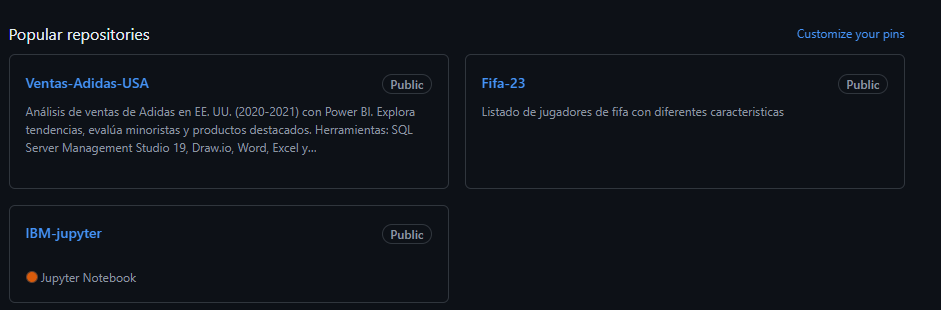 Popular repositories
Customize your pins
Ventas-Adidas-USA
Public
Análisis de ventas de Adidas en EE. UU. (2020-2021) con Power BI. Explora
tendencias, evalúa minoristas y productos destacados. Herramientas: SQL
Server Management Studio 19, Draw.io, Word, Excel y...
Fifa-23
Public
Listado de jugadores de fifa con diferentes caracteristicas
IBM-jupyter
Public
Jupyter Notebook